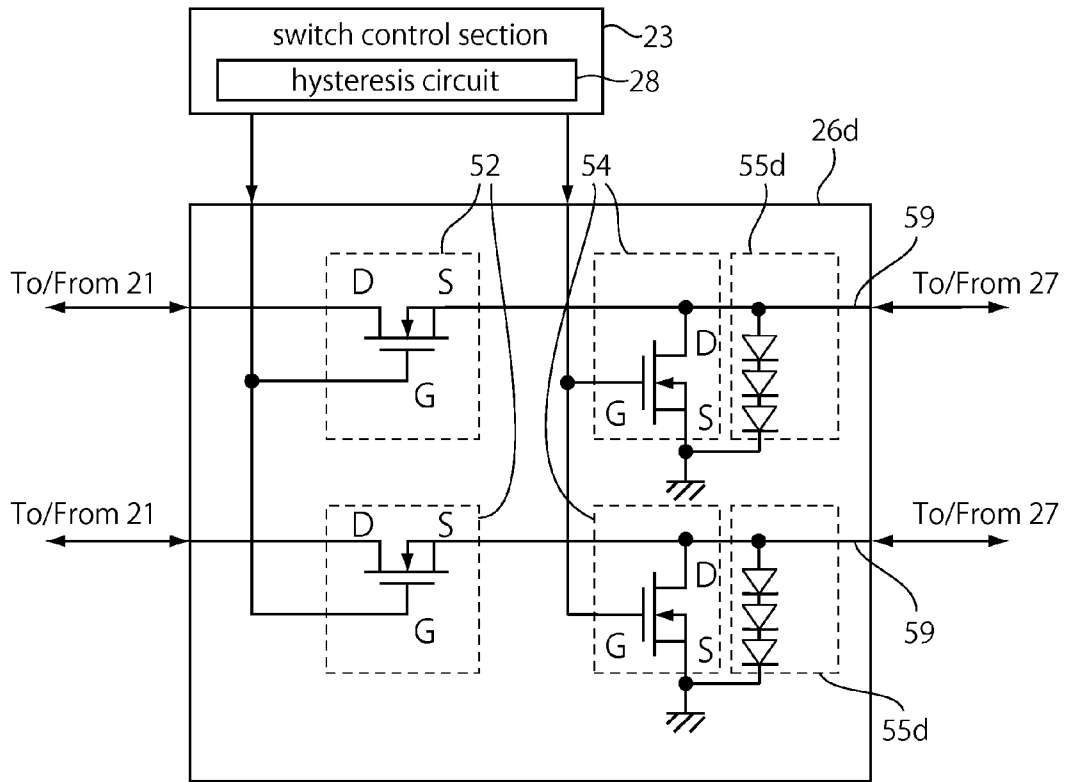 switch control section
23
hysteresis circuit
28
26d
52
54
55d
59
To/From 21
D S
To/From 27
G
D
G S
To/From 21
D S
To/From 27
G
D
G S
59
55d